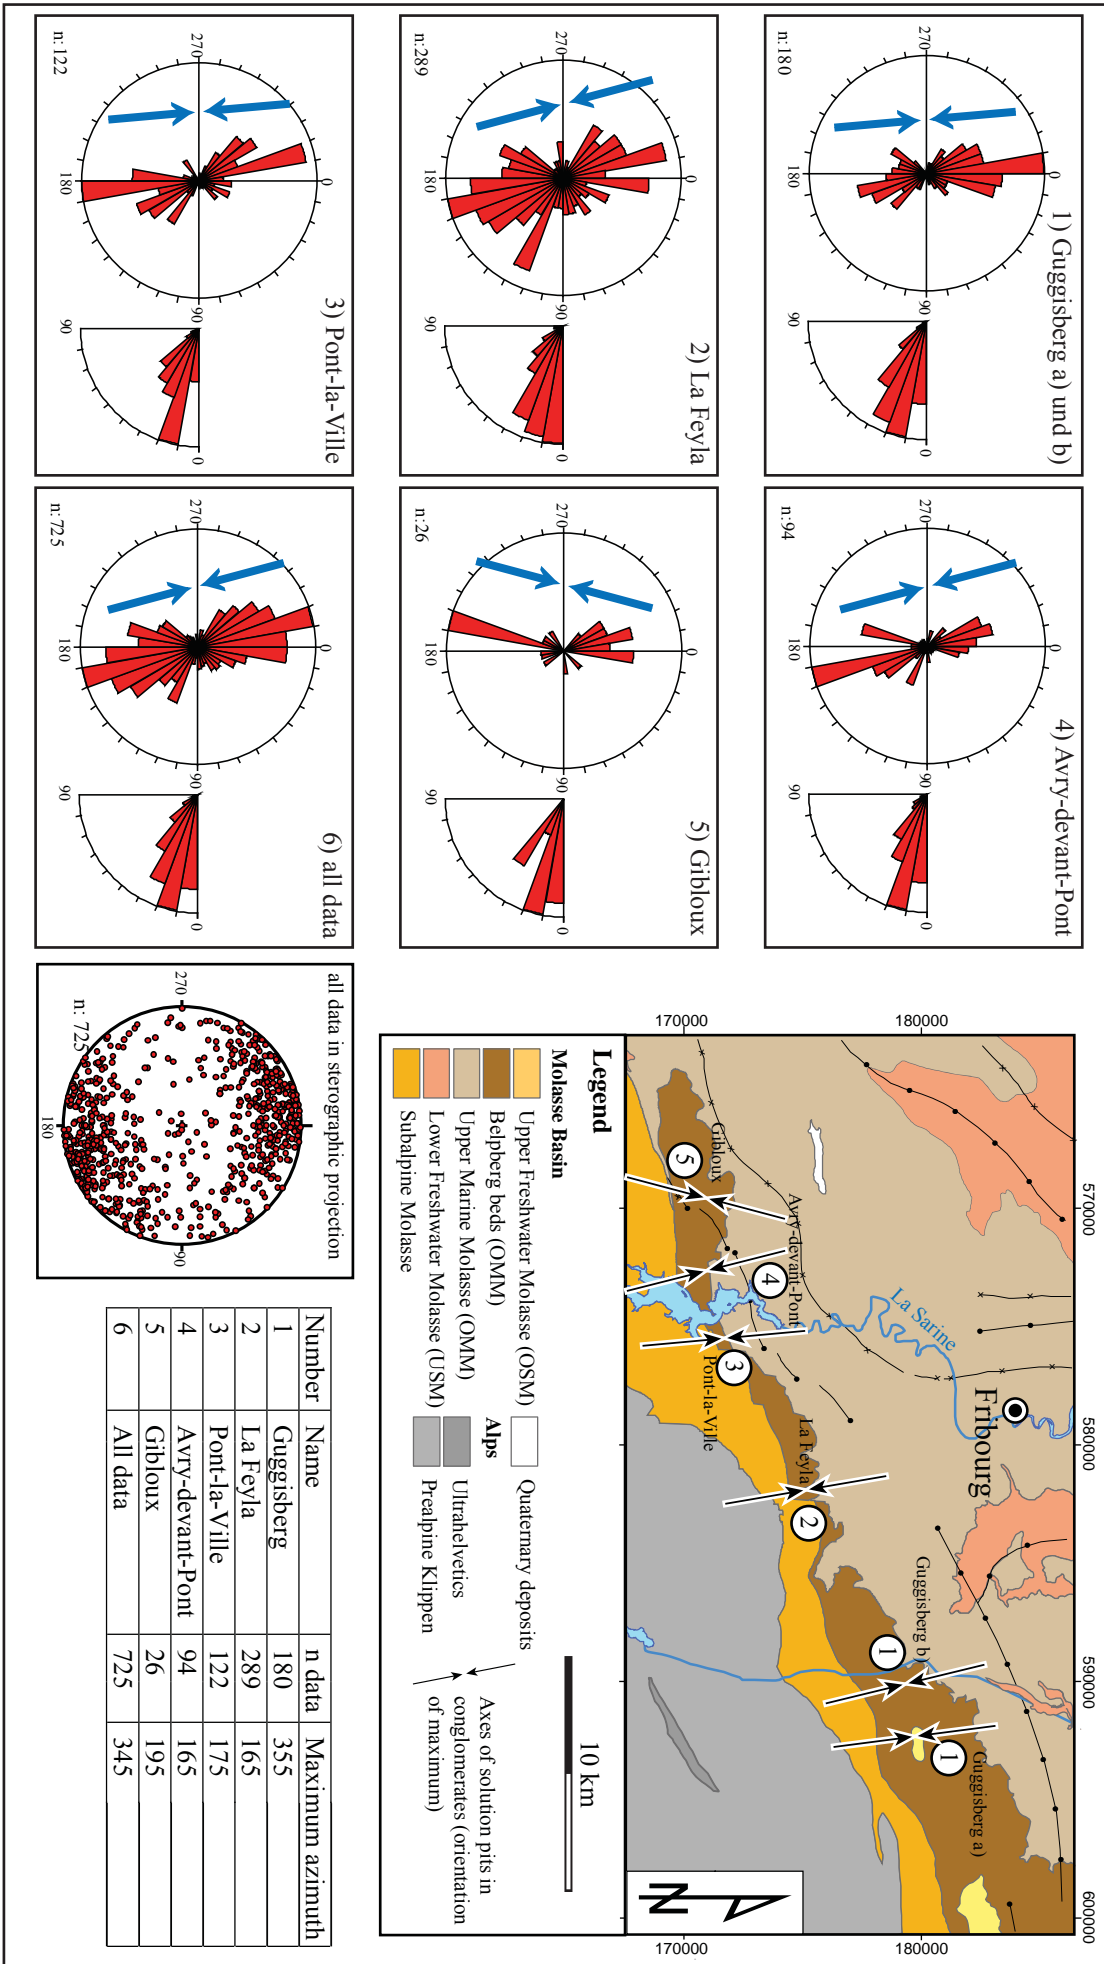 1) Guggisberg a) und b)
0
270
90
180
0
90
n:180
4) Avry-devant-Pont
0
270
90
180
0
90
n:94
2) La Feyla
0
270
90
180
0
90
n:289
5) Gibloux
0
270
90
180
0
90
n:26
3) Pont-la-Ville
0
270
90
180
0
90
n:122
6) all data
0
270
90
180
0
90
n:725
all data in sterographic projection
270
90
180
n: 725
570000
580000
590000
600000
180000
180000
170000
170000
Fribourg
La Sarine
Guggisberg a)
Guggisberg b)
La Feyla
Avry-devant-Pont
Pont-la-Ville
Gibloux
1
1
2
3
4
5
N
10 km
Legend
Molasse Basin
Upper Freshwater Molasse (OSM)
Belpberg beds (OMM)
Upper Marine Molasse (OMM)
Lower Freshwater Molasse (USM)
Subalpine Molasse
Quaternary deposits
Alps
Ultrahelvetics
Prealpine Klippen
Axes of solution pits in
conglomerates (orientation
of maximum)
Number Name n data Maximum azimuth
1 Guggisberg 180 355
2 La Feyla 289 165
3 Pont-la-Ville 122 175
4 Avry-devant-Pont 94 165
5 Gibloux 26 195
6 All data 725 345